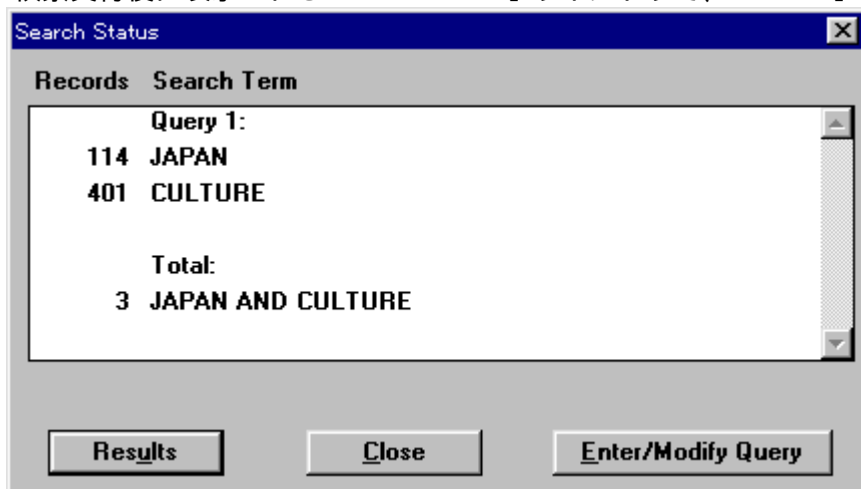 Search Status
Records Search Term
Query 1:
114 JAPAN
401 CULTURE
Total:
3 JAPAN AND CULTURE
Results Close Enter/Modify Query